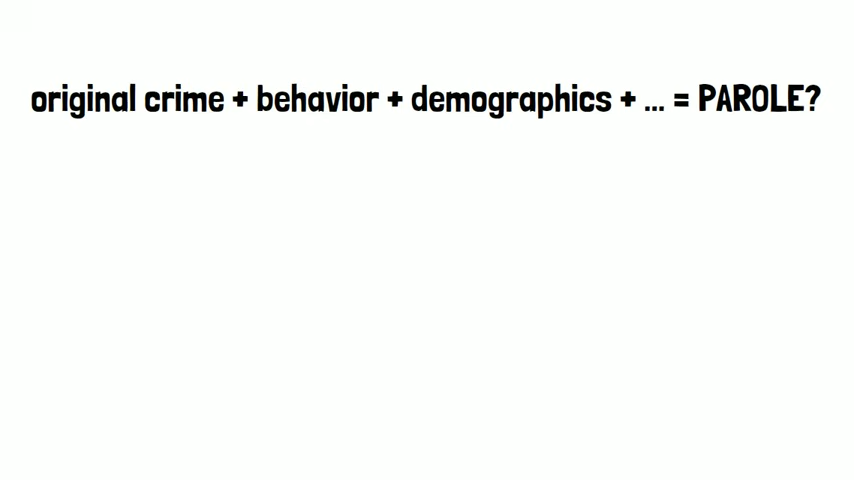 original crime + behavior + demographics + ... = PAROLE?